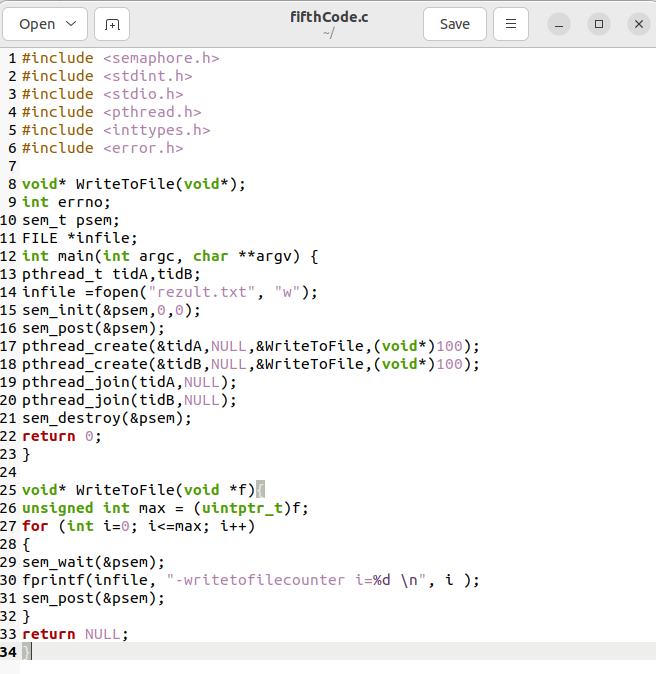 Open
fifthCode.c
~/
Save
1 #include <semaphore.h>
2 #include <stdint.h>
3 #include <stdio.h>
4 #include <pthread.h>
5 #include <inttypes.h>
6 #include <error.h>
7
8 void* WriteToFile(void*);
9 int errno;
10 sem_t psem;
11 FILE *infile;
12 int main(int argc, char **argv) {
13 pthread_t tidA,tidB;
14 infile =fopen("rezult.txt", "w");
15 sem_init(&psem,0,0);
16 sem_post(&psem);
17 pthread_create(&tidA,NULL,&WriteToFile,(void*)100);
18 pthread_create(&tidB,NULL,&WriteToFile,(void*)100);
19 pthread_join(tidA,NULL);
20 pthread_join(tidB,NULL);
21 sem_destroy(&psem);
22 return 0;
23 }
24
25 void* WriteToFile(void *f){
26 unsigned int max = (uintptr_t)f;
27 for (int i=0; i<=max; i++)
28 {
29 sem_wait(&psem);
30 fprintf(infile, "-writetofilecounter i=%d \n", i );
31 sem_post(&psem);
32 }
33 return NULL;
34 }